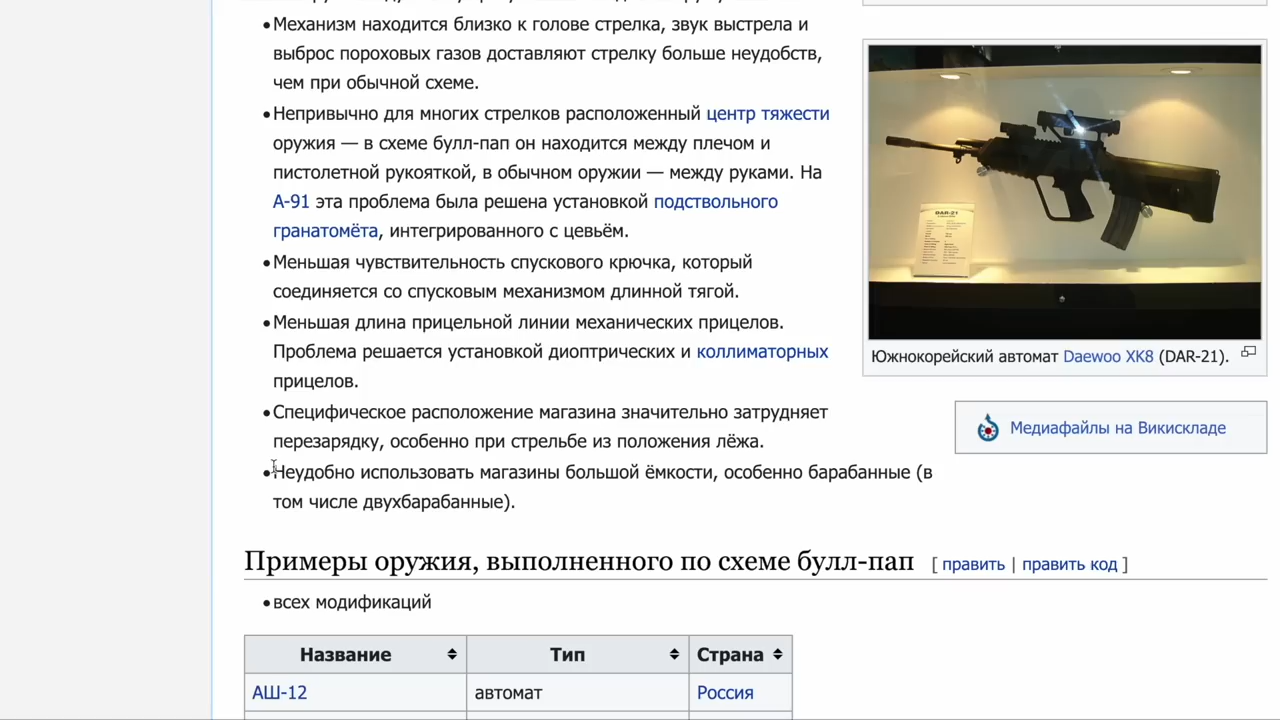 Механизм находится близко к голове стрелка, звук выстрела и
выброс пороховых газов доставляют стрелку больше неудобств,
чем при обычной схеме.
Непривычно для многих стрелков расположенный центр тяжести
оружия — в схеме булл-пап он находится между плечом и
пистолетной рукояткой, в обычном оружии — между руками. На
А-91 эта проблема была решена установкой подствольного
гранатомёта, интегрированного с цевьём.
Меньшая чувствительность спускового крючка, который
соединяется со спусковым механизмом длинной тягой.
Меньшая длина прицельной линии механических прицелов.
Проблема решается установкой диоптрических и коллиматорных
прицелов.
Специфическое расположение магазина значительно затрудняет
перезарядку, особенно при стрельбе из положения лёжа.
Неудобно использовать магазины большой ёмкости, особенно барабанные (в
том числе двухбарабанные).
DAR-21
Южнокорейский автомат Daewoo XK8 (DAR-21).
Медиафайлы на Викискладе
Примеры оружия, выполненного по схеме булл-пап [ править | править код ]
всех модификаций
Название Тип Страна
АШ-12 автомат Россия